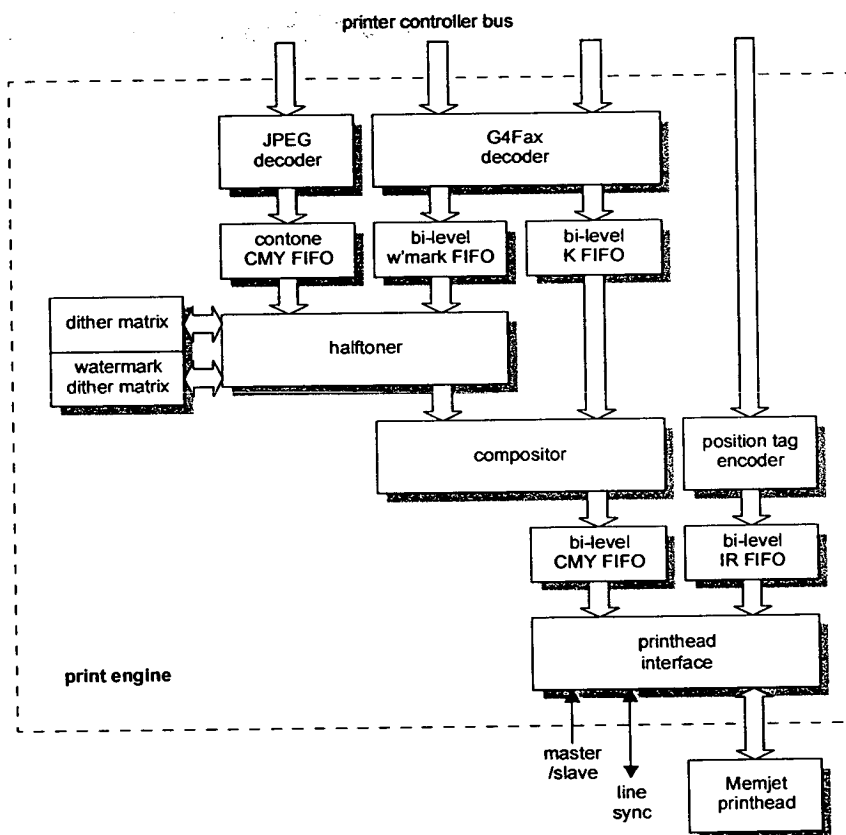 printer controller bus
JPEG
decoder
G4Fax
decoder
contone
CMY FIFO
bi-level
w'mark FIFO
bi-level
K FIFO
dither matrix
watermark
dither matrix
halftoner
compositor
position tag
encoder
bi-level
CMY FIFO
bi-level
IR FIFO
printhead
interface
print engine
master
/slave
line
sync
Memjet
printhead